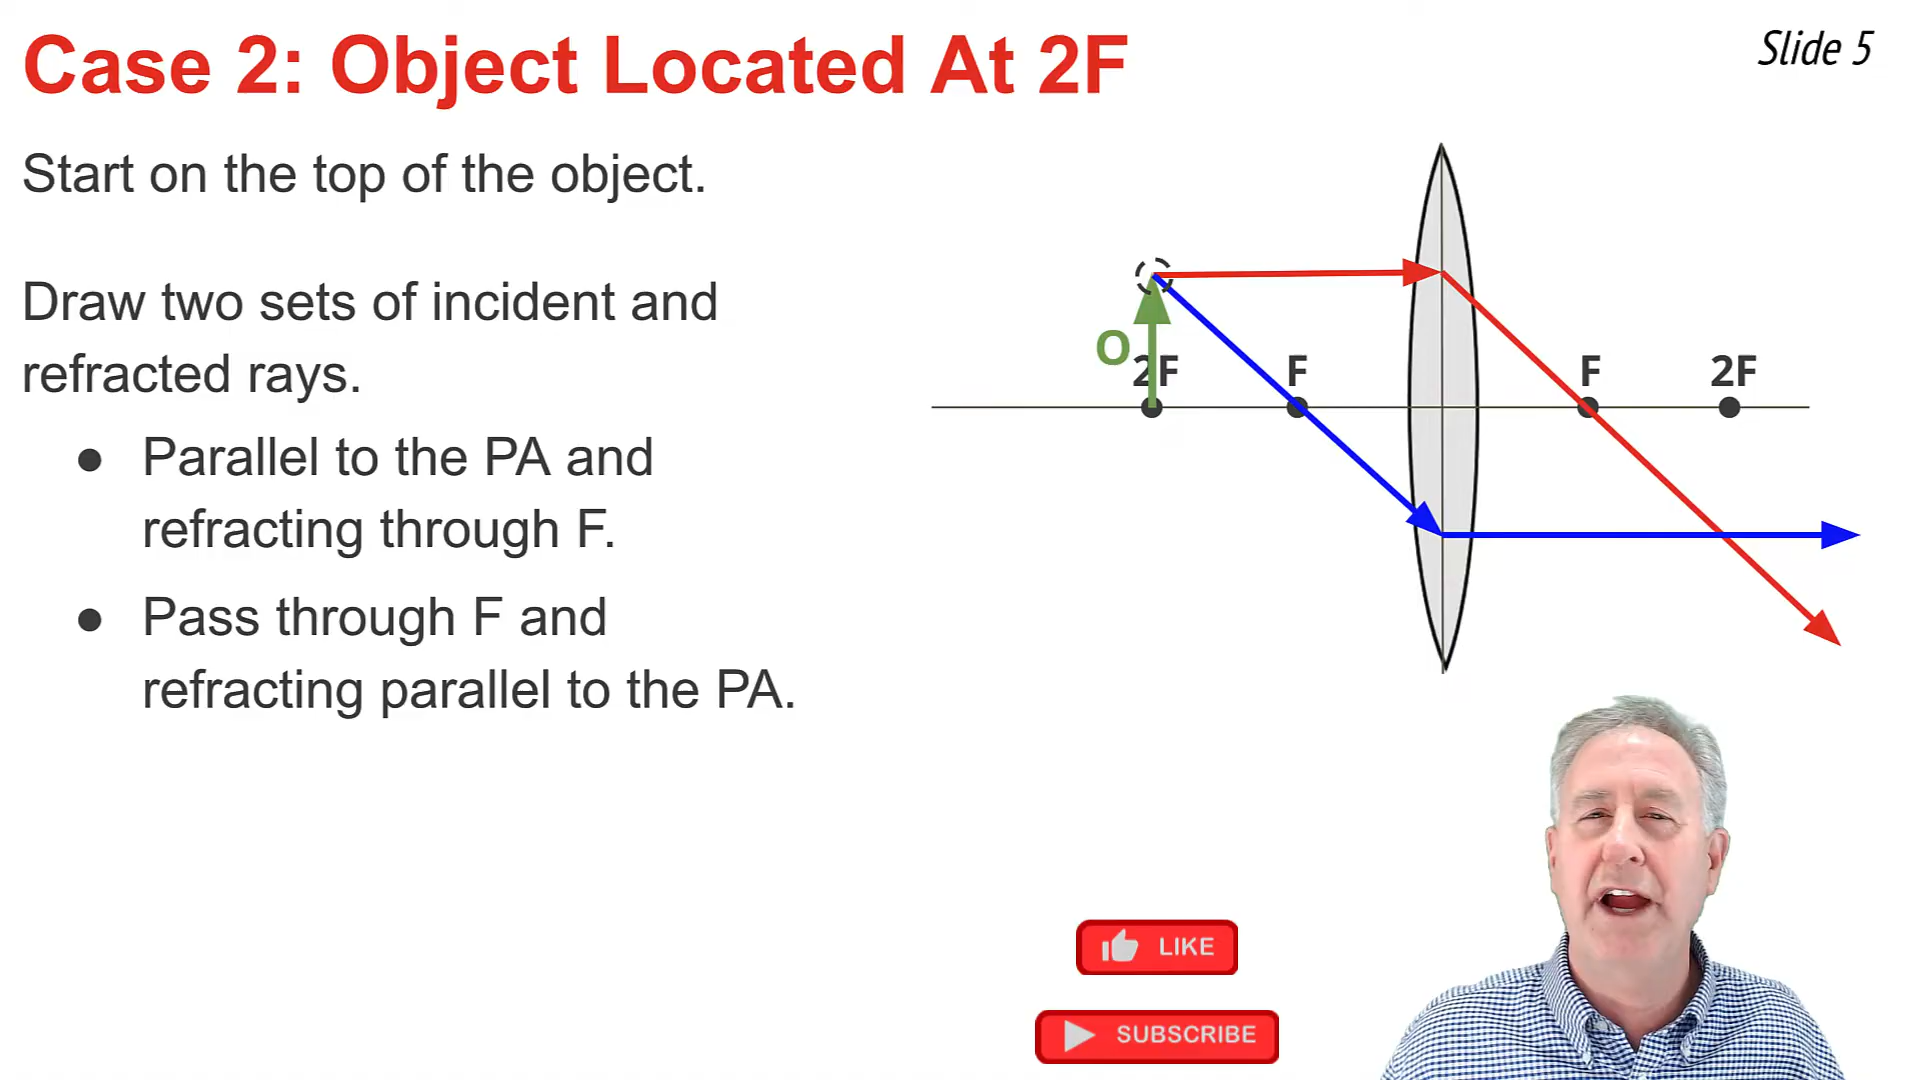 Case 2: Object Located At 2F
Slide 5
Start on the top of the object.
Draw two sets of incident and
refracted rays.
● Parallel to the PA and
refracting through F.
● Pass through F and
refracting parallel to the PA.
O
2F
F
F
2F
LIKE
SUBSCRIBE